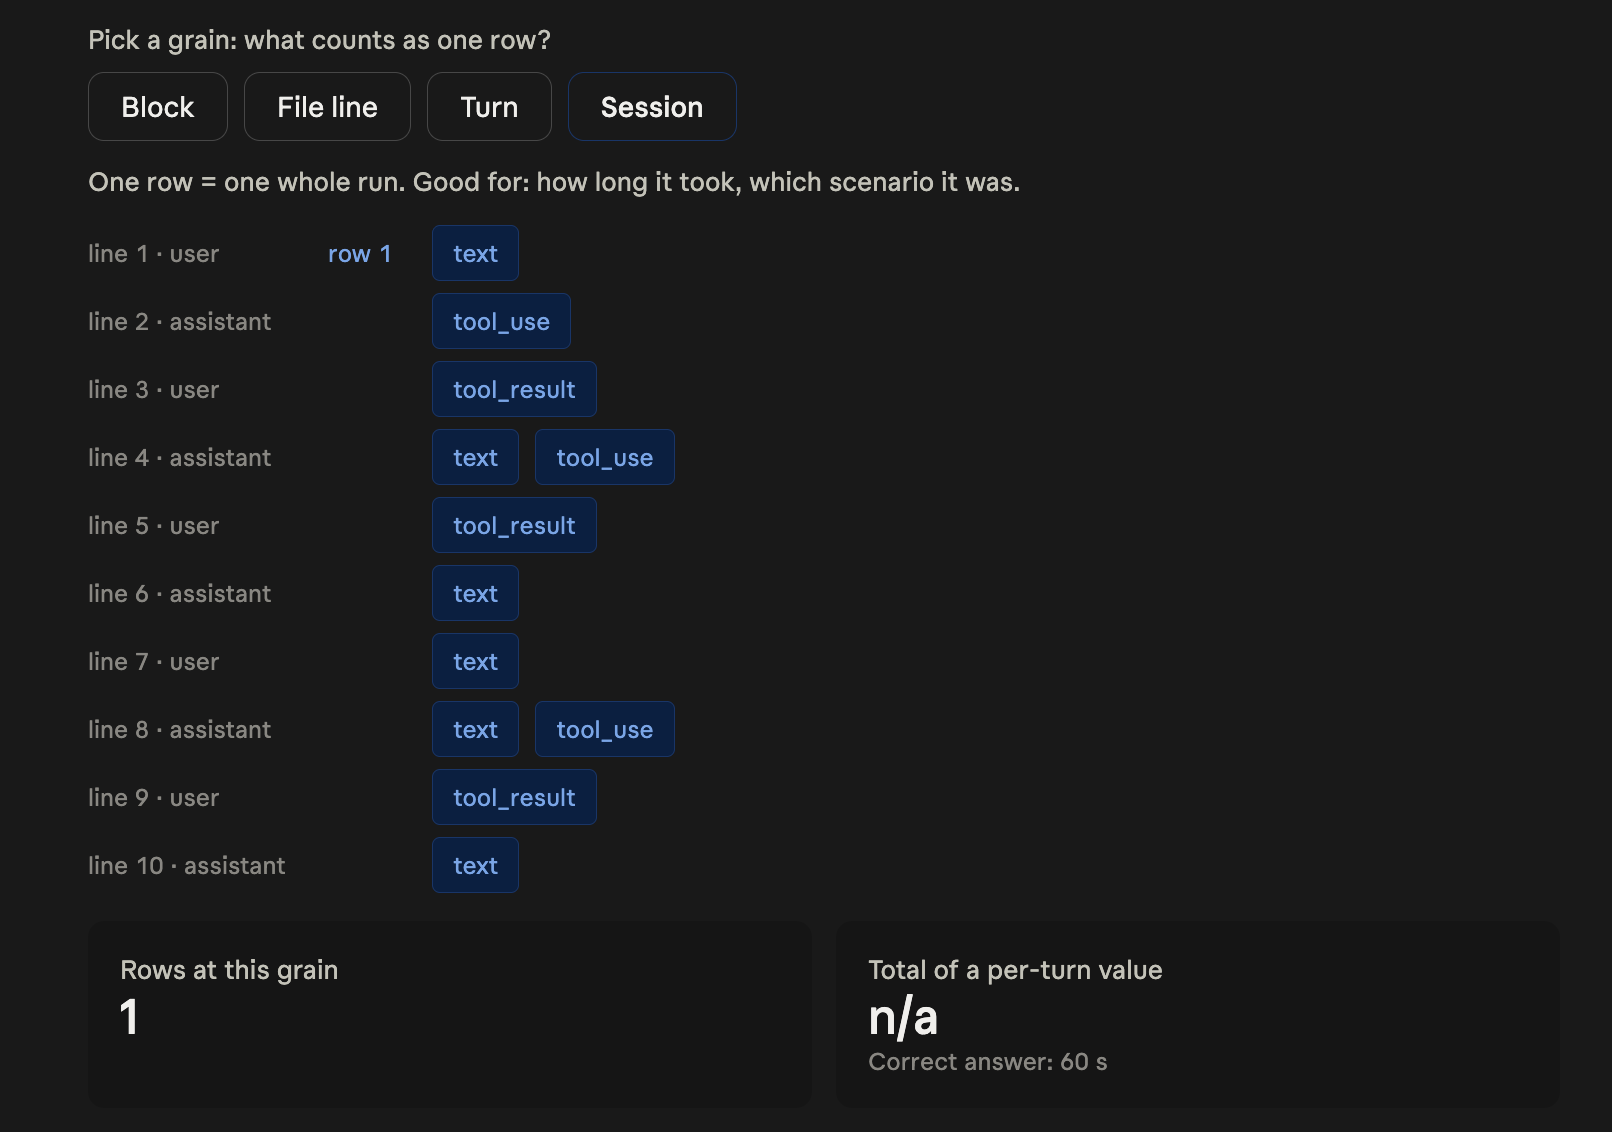 Pick a grain: what counts as one row?
Block File line Turn Session
One row = one whole run. Good for: how long it took, which scenario it was.
line 1 · user row 1 text
line 2 · assistant tool_use
line 3 · user tool_result
line 4 · assistant text tool_use
line 5 · user tool_result
line 6 · assistant text
line 7 · user text
line 8 · assistant text tool_use
line 9 · user tool_result
line 10 · assistant text
Rows at this grain
1
Total of a per-turn value
n/a
Correct answer: 60 s